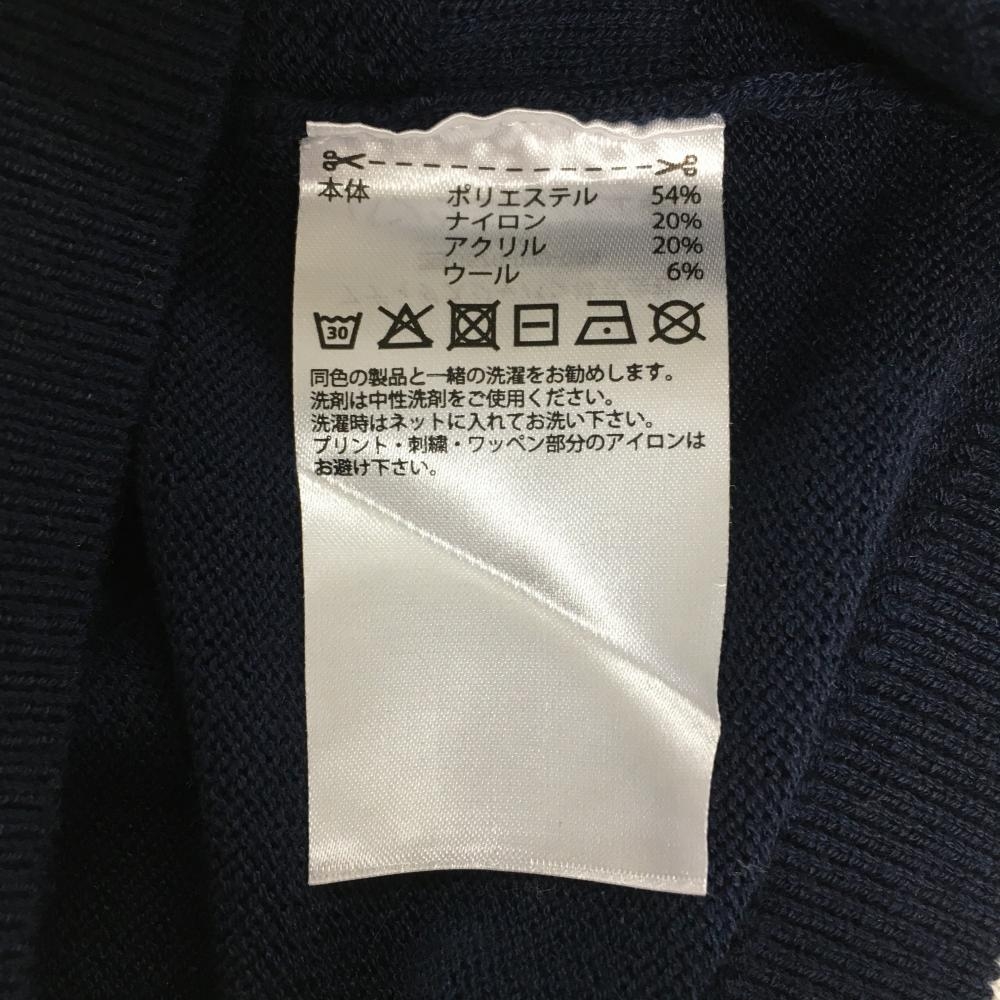 本体 ポリエステル 54%
ナイロン 20%
アクリル 20%
ウール 6%
30
同色の製品と一緒の洗濯をお勧めします。
洗剤は中性洗剤をご使用ください。
洗濯時はネットに入れてお洗い下さい。
プリント・刺繍・ワッペン部分のアイロンは
お避け下さい。